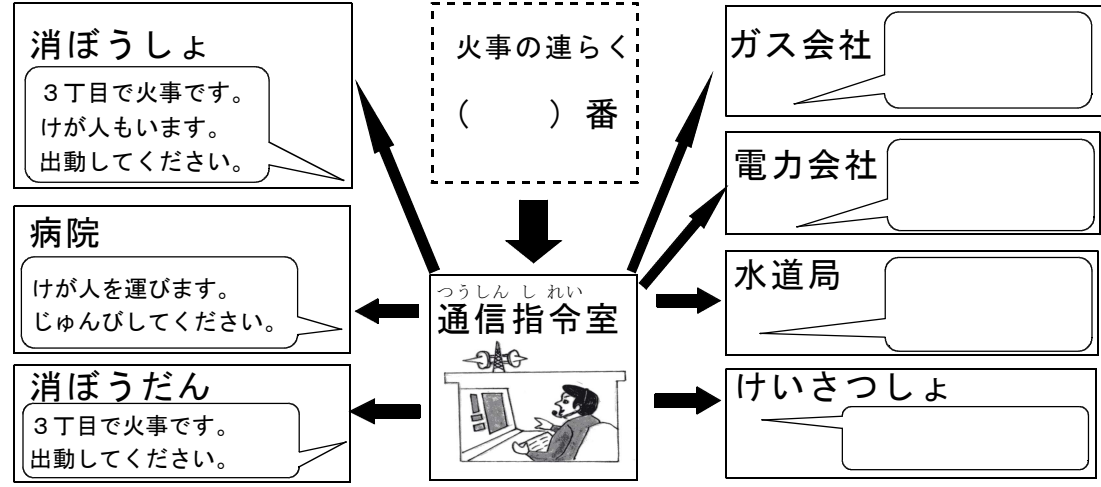 消ぼうしょ
３丁目で火事です。
けが人もいます。
出動してください。
病院
けが人を運びます。
じゅんびしてください。
消ぼうだん
３丁目で火事です。
出動してください。
火事の連らく
（　　）番
つうしん し れい
通信指令室
ガス会社
電力会社
水道局
けいさつしょ